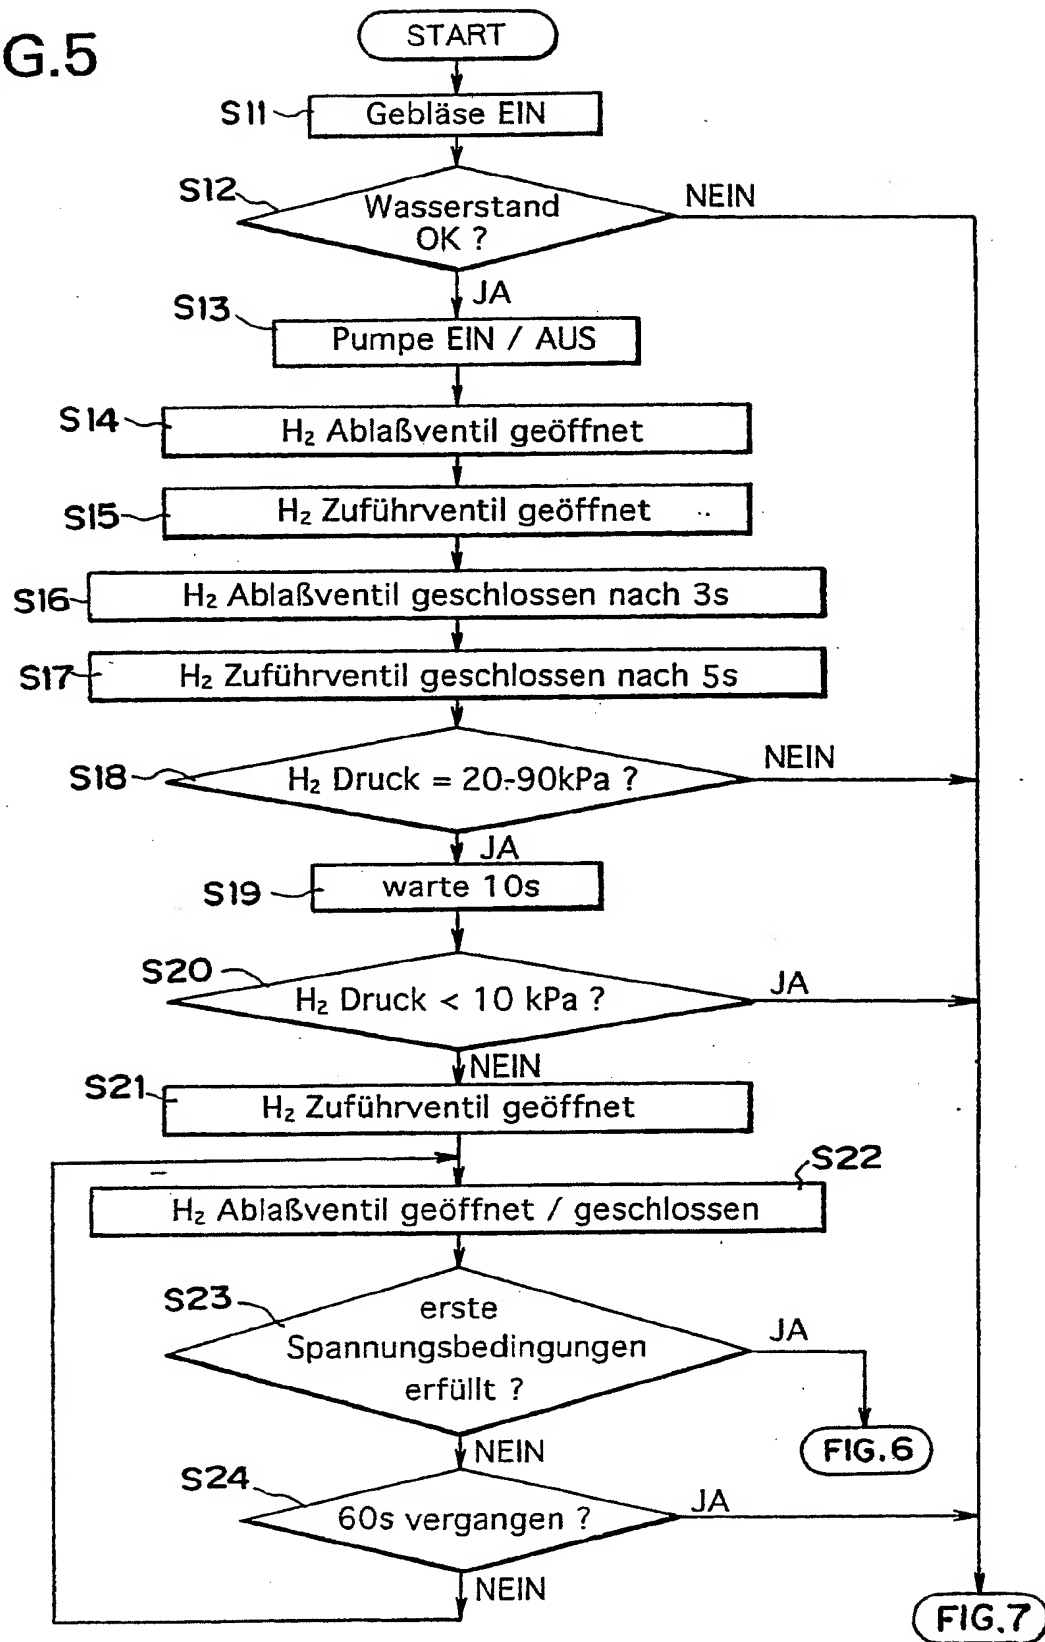 G.5
START
S11
Gebläse EIN
S12
Wasserstand
OK ?
NEIN
JA
S13
Pumpe EIN / AUS
S14
H₂ Ablaßventil geöffnet
S15
H₂ Zuführventil geöffnet
S16
H₂ Ablaßventil geschlossen nach 3s
S17
H₂ Zuführventil geschlossen nach 5s
S18
H₂ Druck = 20-90kPa ?
NEIN
JA
S19
warte 10s
S20
H₂ Druck < 10 kPa ?
JA
NEIN
S21
H₂ Zuführventil geöffnet
S22
H₂ Ablaßventil geöffnet / geschlossen
S23
erste
Spannungsbedingungen
erfüllt ?
JA
FIG.6
NEIN
S24
60s vergangen ?
JA
NEIN
FIG.7